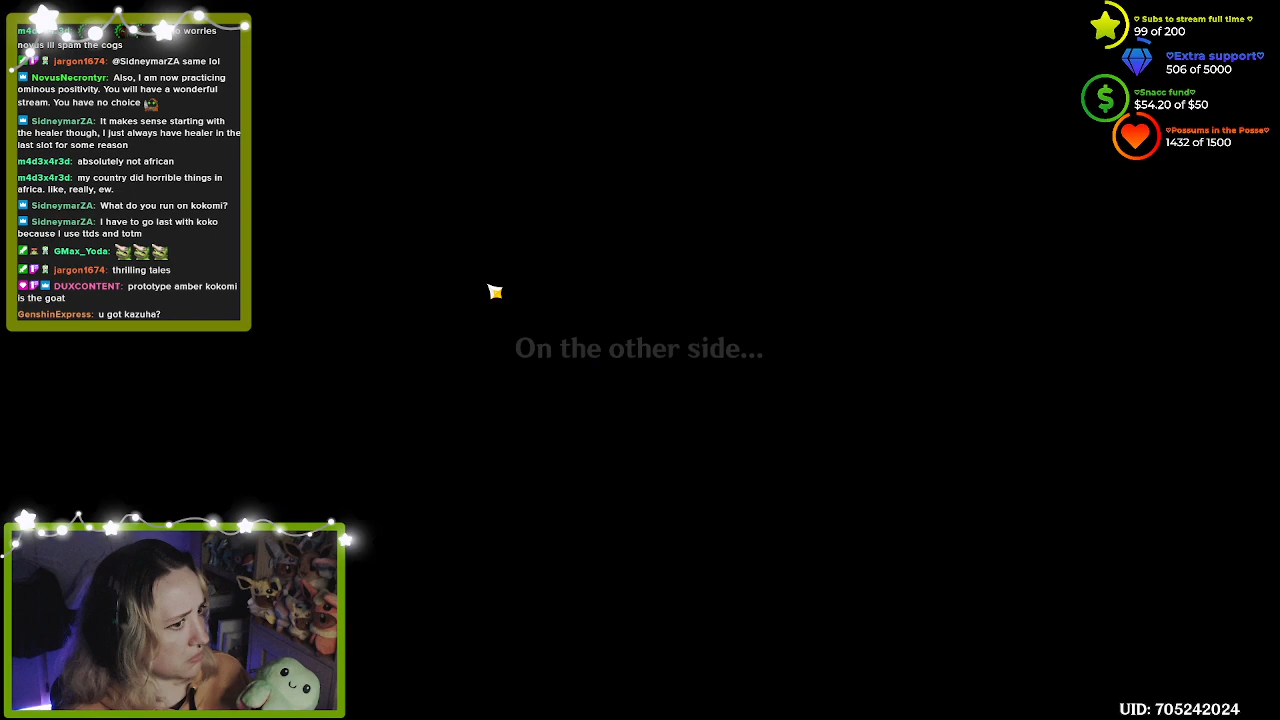 m4d3x4r3d: worries
novus ill spam the cogs
jargon1674: @SidneymarZA same lol
NovusNecrontyr: Also, I am now practicing
ominous positivity. You will have a wonderful
stream. You have no choice
SidneymarZA: It makes sense starting with
the healer though, I just always have healer in the
last slot for some reason
m4d3x4r3d: absolutely not african
m4d3x4r3d: my country did horrible things in
africa. like, really, ew.
SidneymarZA: What do you run on kokomi?
SidneymarZA: I have to go last with koko
because I use ttds and totm
GMax_Yoda:
jargon1674: thrilling tales
DUXCONTENT: prototype amber kokomi
is the goat
GenshinExpress: u got kazuha?
♡ Subs to stream full time ♡
99 of 200
♡Extra support♡
506 of 5000
♡Snacc fund♡
$54.20 of $50
♡Possums in the Posse♡
1432 of 1500
On the other side...
UID: 705242024